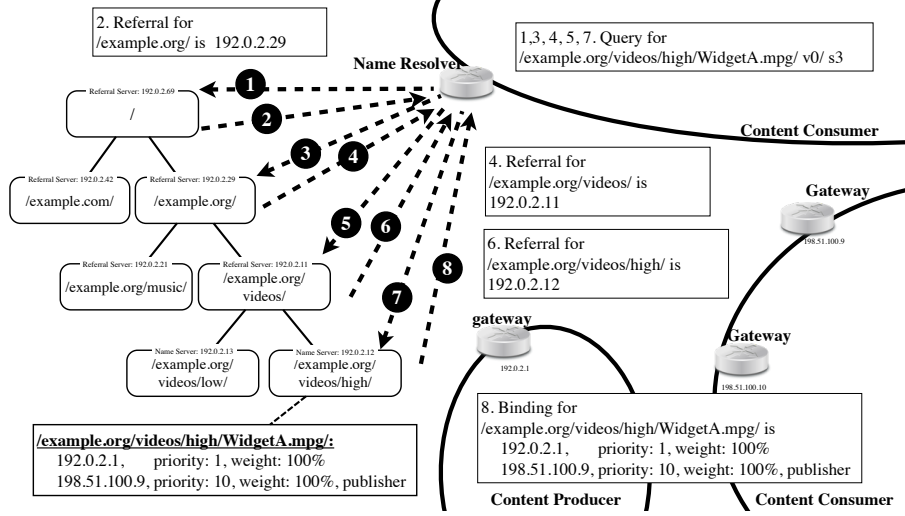 2. Referral for
/example.org/ is 192.0.2.29
1,3, 4, 5, 7. Query for
/example.org/videos/high/WidgetA.mpg/ v0/ s3
Name Resolver
1
2
3
4
5
6
7
8
Referral Server: 192.0.2.69
/
Referral Server: 192.0.2.42
/example.com/
Referral Server: 192.0.2.29
/example.org/
Referral Server: 192.0.2.21
/example.org/music/
Referral Server: 192.0.2.11
/example.org/
videos/
Name Server: 192.0.2.13
/example.org/
videos/low/
Name Server: 192.0.2.12
/example.org/
videos/high/
Content Consumer
4. Referral for
/example.org/videos/ is
192.0.2.11
Gateway
198.51.100.9
6. Referral for
/example.org/videos/high/ is
192.0.2.12
gateway
192.0.2.1
Gateway
198.51.100.10
/example.org/videos/high/WidgetA.mpg/:
192.0.2.1, priority: 1, weight: 100%
198.51.100.9, priority: 10, weight: 100%, publisher
8. Binding for
/example.org/videos/high/WidgetA.mpg/ is
192.0.2.1, priority: 1, weight: 100%
198.51.100.9, priority: 10, weight: 100%, publisher
Content Producer
Content Consumer